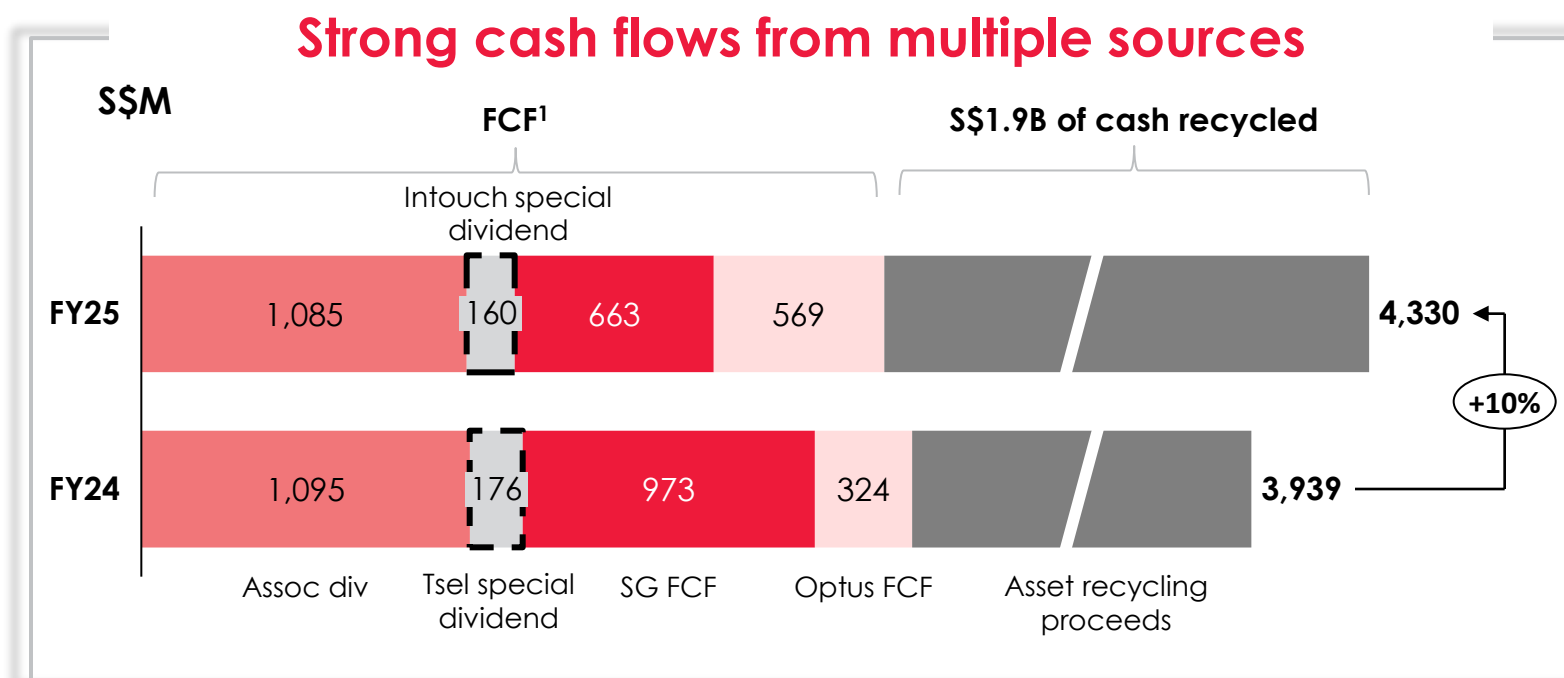 Strong cash flows from multiple sources
S$M
FCF¹
S$1.9B of cash recycled
Intouch special
dividend
FY25
1,085
160
663
569
4,330
+10%
FY24
1,095
176
973
324
3,939
Assoc div
Tsel special
dividend
SG FCF
Optus FCF
Asset recycling
proceeds